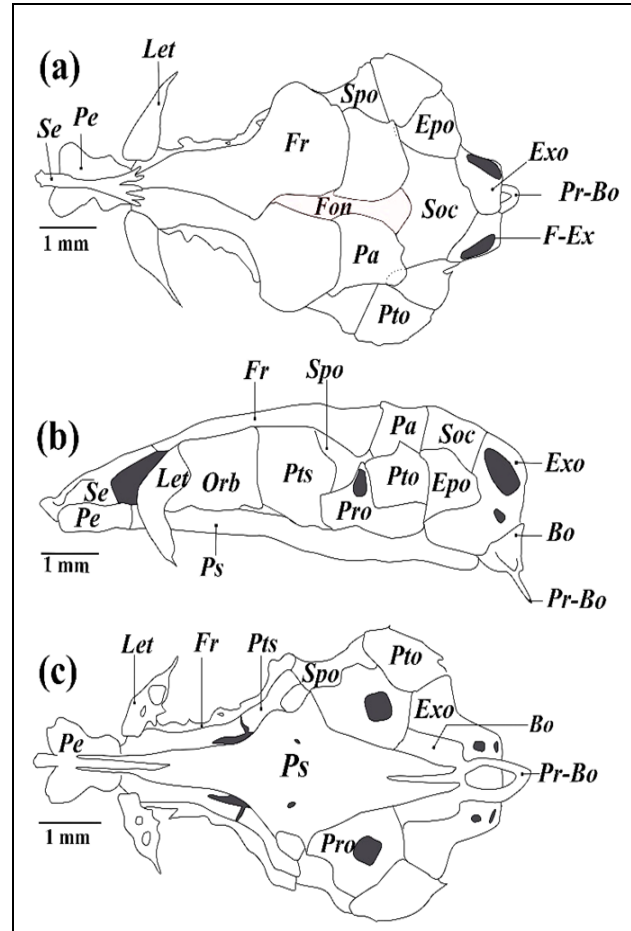 (a)
Let
Se
Pe
Spo
Epo
Fr
Exo
Pr-Bo
Fon
Soc
F-Ex
Pa
Pto
1 mm
(b)
Fr
Spo
Pa
Soc
Exo
Let
Orb
Pts
Pto
Epo
Se
Pe
Pro
Bo
1 mm
Ps
Pr-Bo
(c)
Let
Fr
Pts
Spo
Pto
Exo
Bo
Pe
Ps
Pr-Bo
Pro
1 mm